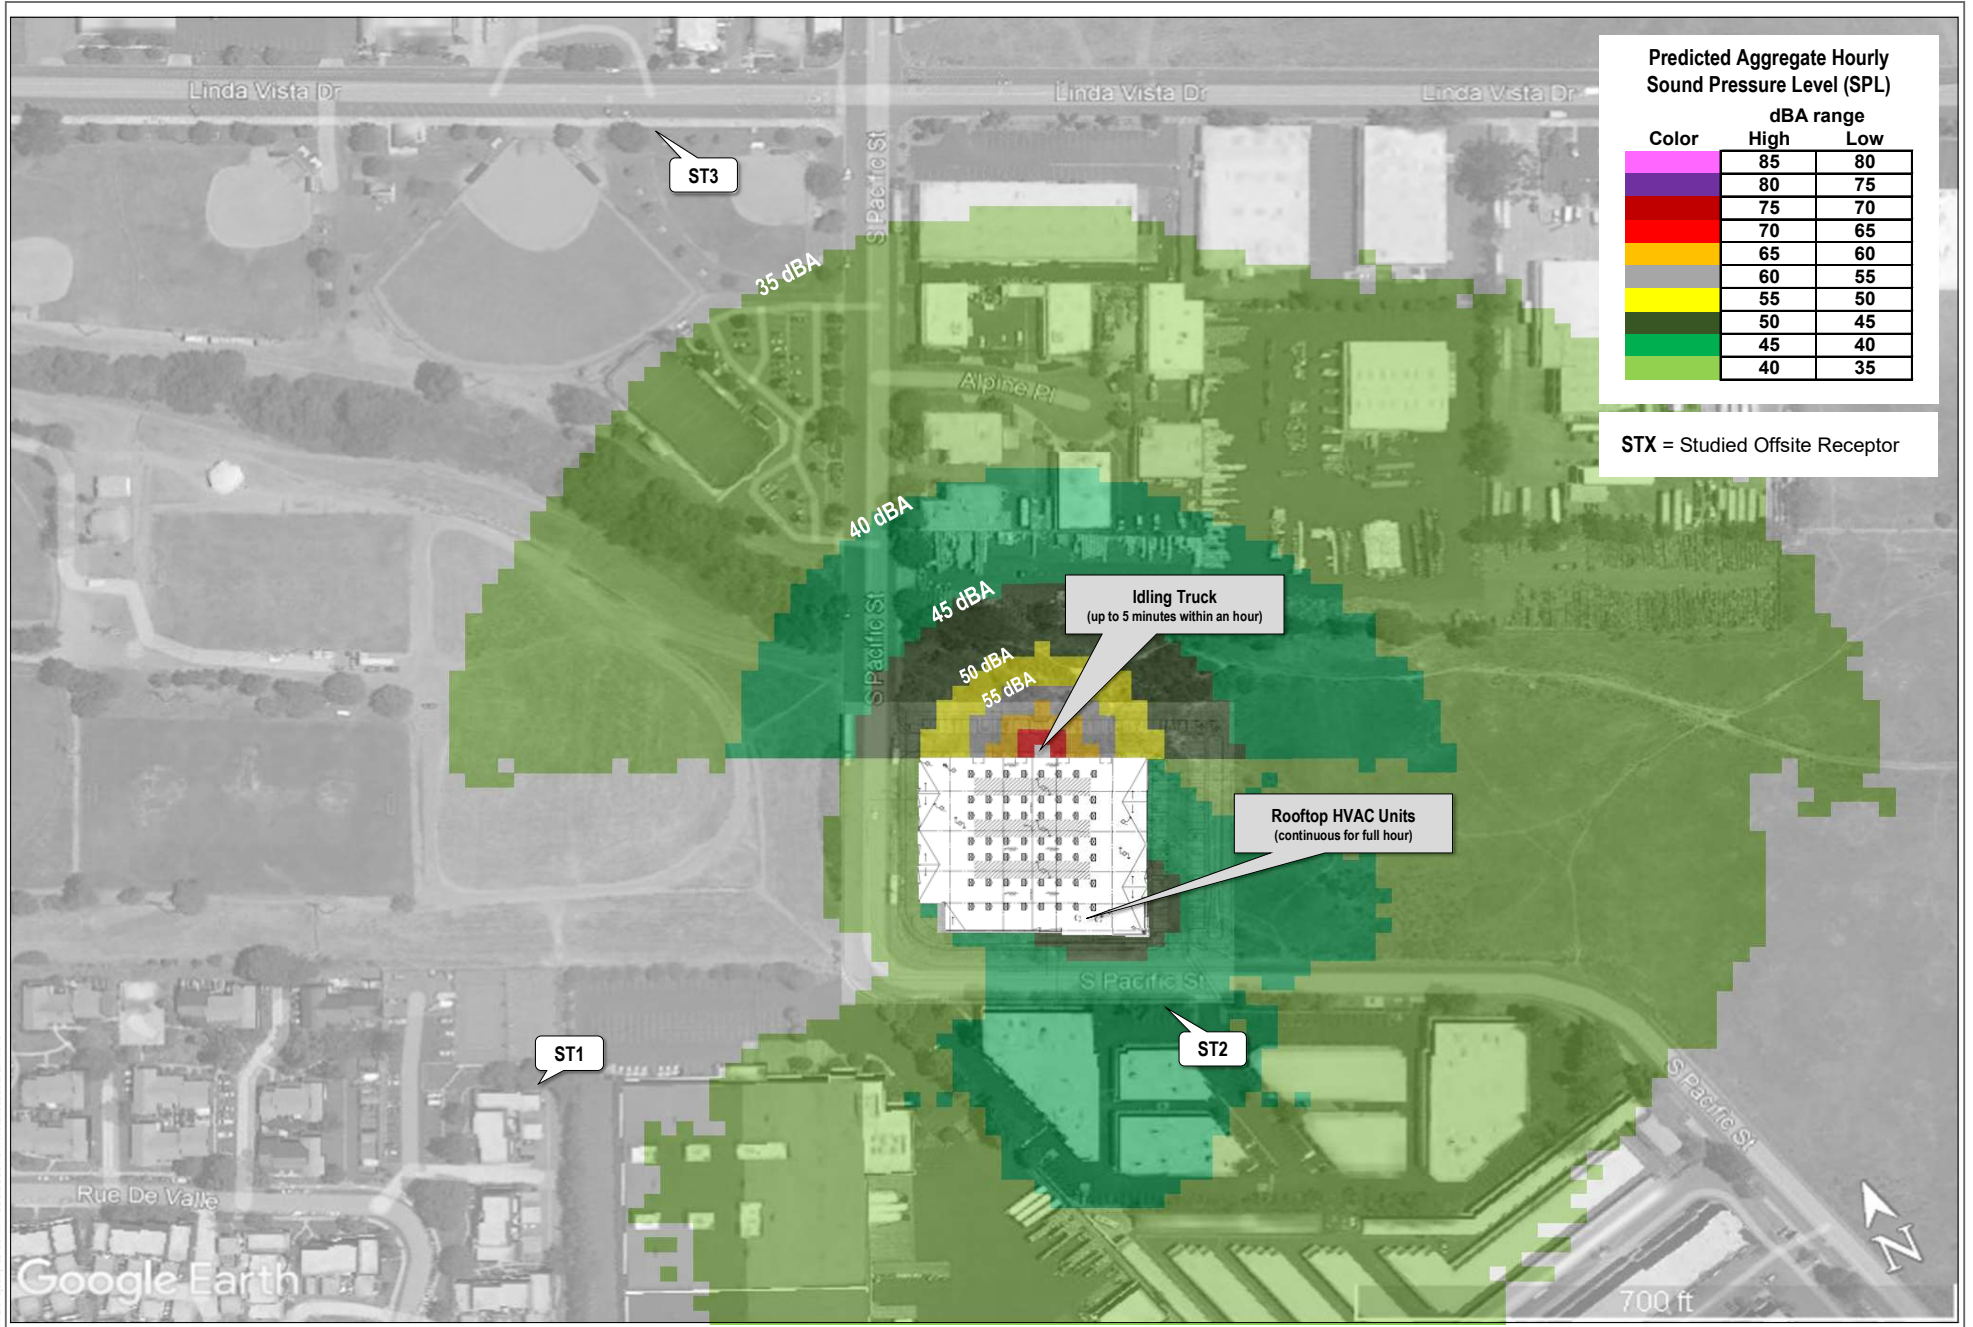 Linda Vista Dr
Linda Vista Dr
Linda Vista Dr
Predicted Aggregate Hourly
Sound Pressure Level (SPL)
dBA range
Color High Low
85 80
80 75
75 70
70 65
65 60
60 55
55 50
50 45
45 40
40 35
STX = Studied Offsite Receptor
ST3
S Pacific St
35 dBA
Alpine Pl
40 dBA
45 dBA
Idling Truck
(up to 5 minutes within an hour)
S Pacific St
50 dBA
55 dBA
Rooftop HVAC Units
(continuous for full hour)
S Pacific St
ST1
ST2
S Pacific St
Rue De Valle
N
Google Earth
700 ft